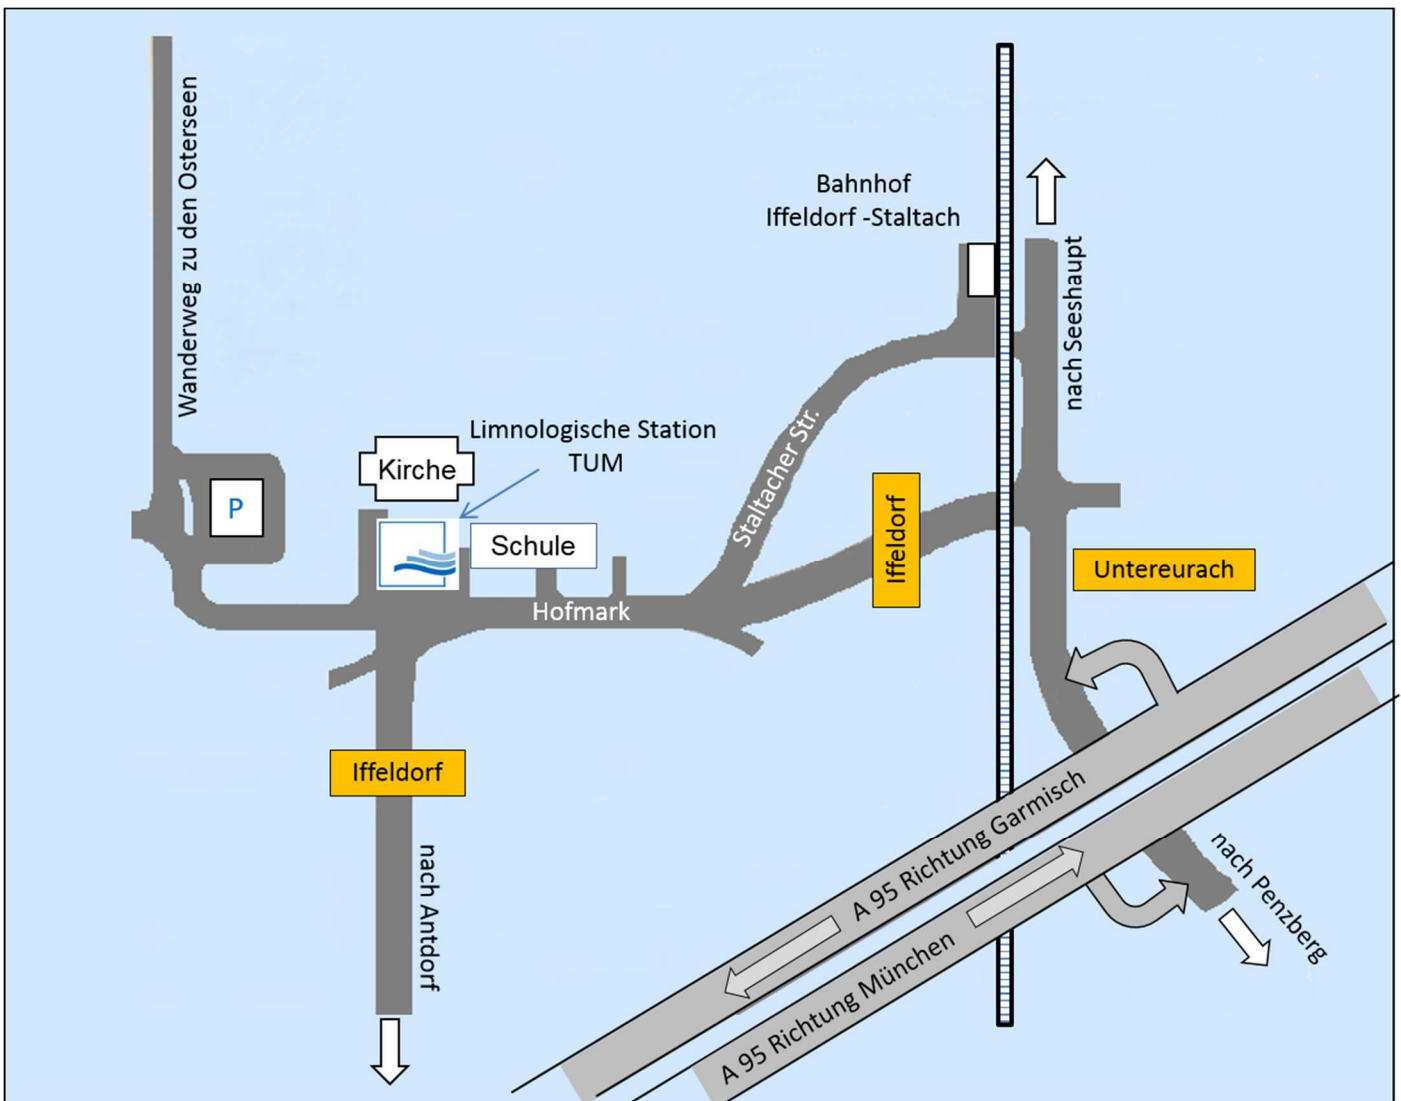 Wanderweg zu den Osterseen
Bahnhof
Iffeldorf -Staltach
nach Seeshaupt
Limnologische Station
TUM
Kirche
P
Schule
Staltacher Str.
Iffeldorf
Untereurach
Hofmark
Iffeldorf
nach Antdorf
A 95 Richtung Garmisch
A 95 Richtung München
nach Penzberg